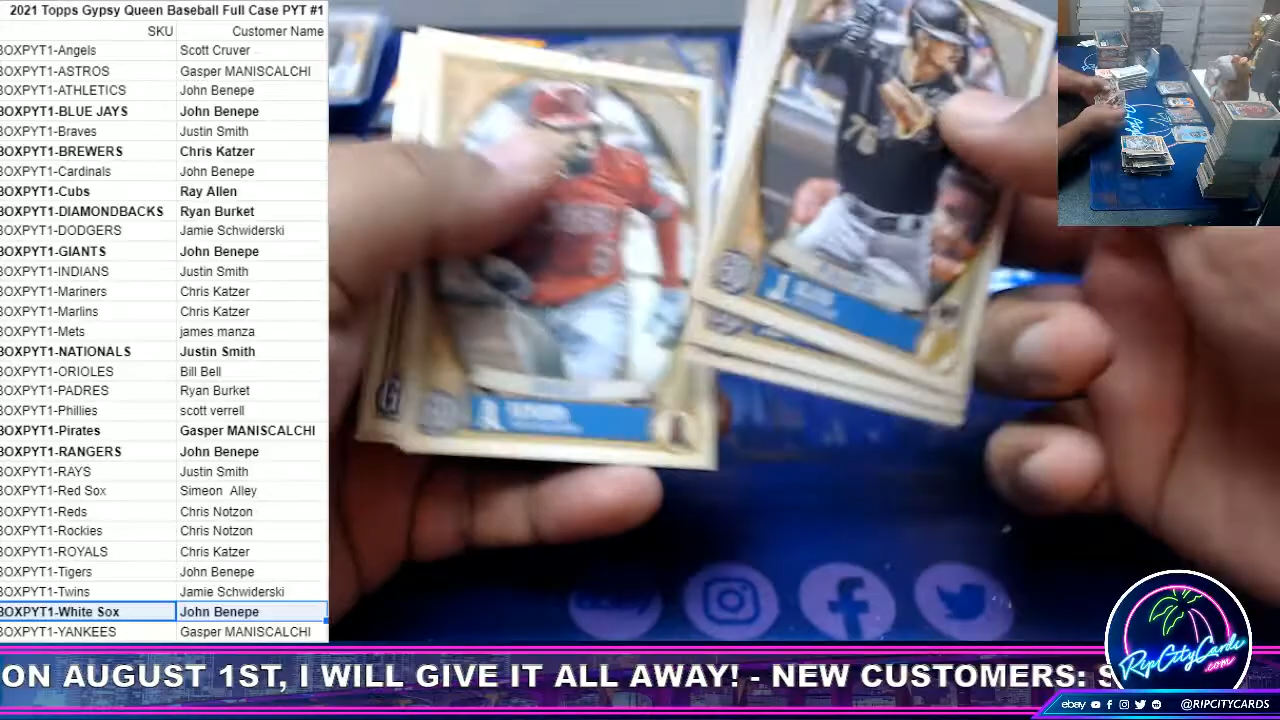 2021 Topps Gypsy Queen Baseball Full Case PYT #1
SKU Customer Name
BOXPYT1-Angels Scott Cruver
BOXPYT1-ASTROS Gasper MANISCALCHI
BOXPYT1-ATHLETICS John Benepe
BOXPYT1-BLUE JAYS John Benepe
BOXPYT1-Braves Justin Smith
BOXPYT1-BREWERS Chris Katzer
BOXPYT1-Cardinals John Benepe
BOXPYT1-Cubs Ray Allen
BOXPYT1-DIAMONDBACKS Ryan Burket
BOXPYT1-DODGERS Jamie Schwiderski
BOXPYT1-GIANTS John Benepe
BOXPYT1-INDIANS Justin Smith
BOXPYT1-Mariners Chris Katzer
BOXPYT1-Marlins Chris Katzer
BOXPYT1-Mets james manza
BOXPYT1-NATIONALS Justin Smith
BOXPYT1-ORIOLES Bill Bell
BOXPYT1-PADRES Ryan Burket
BOXPYT1-Phillies scott verrell
BOXPYT1-Pirates Gasper MANISCALCHI
BOXPYT1-RANGERS John Benepe
BOXPYT1-RAYS Justin Smith
BOXPYT1-Red Sox Simeon Alley
BOXPYT1-Reds Chris Notzon
BOXPYT1-Rockies Chris Notzon
BOXPYT1-ROYALS Chris Katzer
BOXPYT1-Tigers John Benepe
BOXPYT1-Twins Jamie Schwiderski
BOXPYT1-White Sox John Benepe
BOXPYT1-YANKEES Gasper MANISCALCHI
ON AUGUST 1ST, I WILL GIVE IT ALL AWAY! - NEW CUSTOMERS: S
RipCityCards
.com
ebay @RIPCITYCARDS